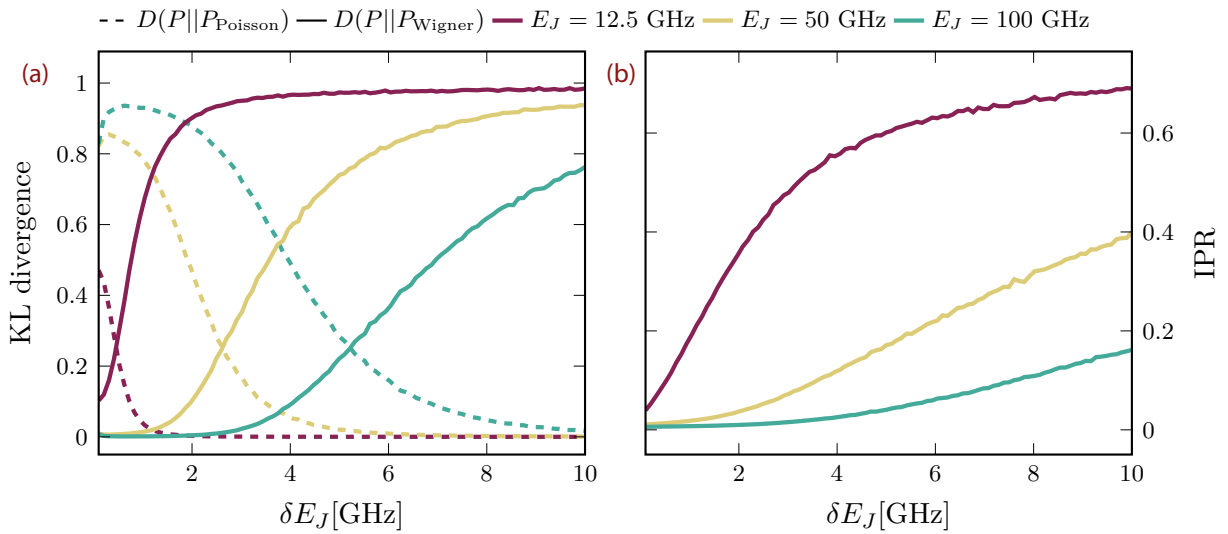 D(P||P_Poisson) D(P||P_Wigner) E_J = 12.5 GHz E_J = 50 GHz E_J = 100 GHz
(a)
1
0.8
0.6
0.4
0.2
0
KL divergence
2 4 6 8 10
δE_J[GHz]
(b)
0.6
0.4
0.2
0
IPR
2 4 6 8 10
δE_J[GHz]